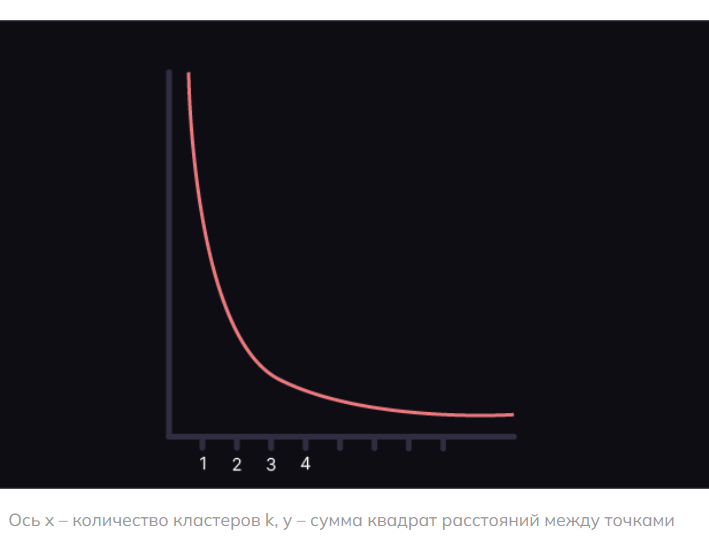 1 2 3 4
Ось x – количество кластеров k, y – сумма квадрат расстояний между точками